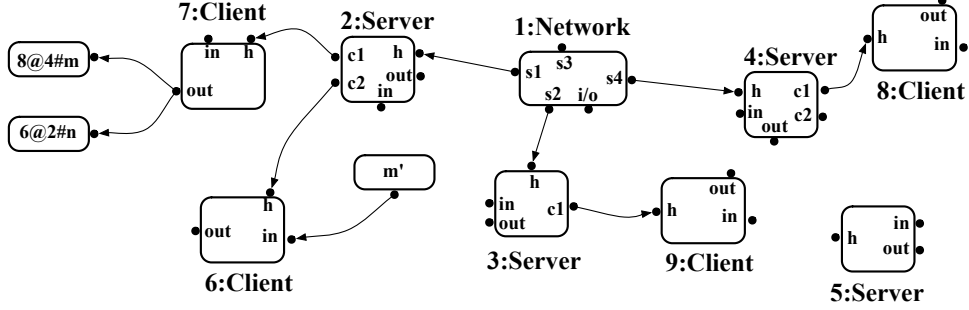 7:Client
8@4#m
6@2#n
in
h
out
2:Server
c1
h
c2
out
in
1:Network
s3
s1
s4
s2
i/o
4:Server
h
c1
in
c2
out
out
h
in
8:Client
m'
h
out
in
6:Client
h
in
out
c1
3:Server
out
h
in
9:Client
in
h
out
5:Server